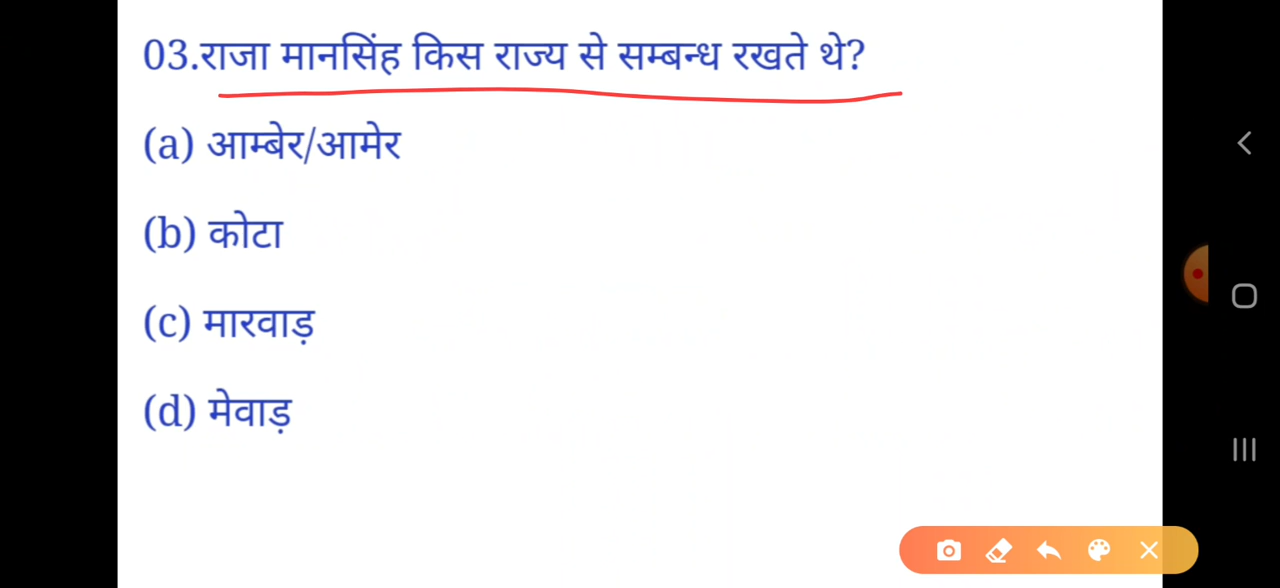 03.राजा मानसिंह किस राज्य से सम्बन्ध रखते थे?
(a) आम्बेर/आमेर
(b) कोटा
(c) मारवाड़
(d) मेवाड़